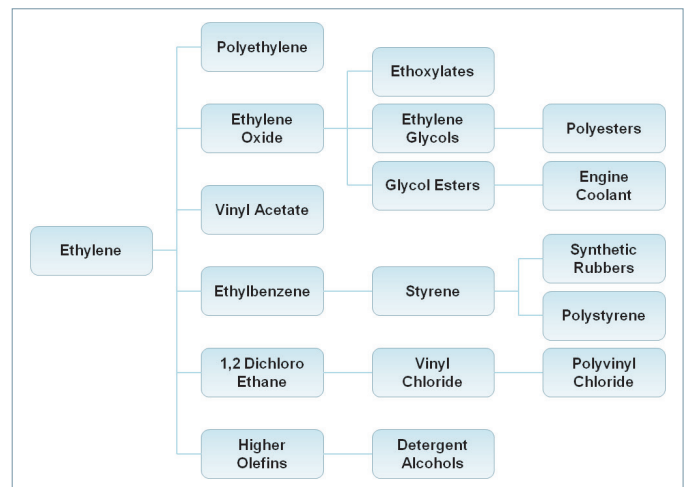 Polyethylene
Ethoxylates
Ethylene
Oxide
Ethylene
Glycols
Polyesters
Glycol Esters
Engine
Coolant
Vinyl Acetate
Ethylene
Ethylbenzene
Styrene
Synthetic
Rubbers
Polystyrene
1,2 Dichloro
Ethane
Vinyl
Chloride
Polyvinyl
Chloride
Higher
Olefins
Detergent
Alcohols